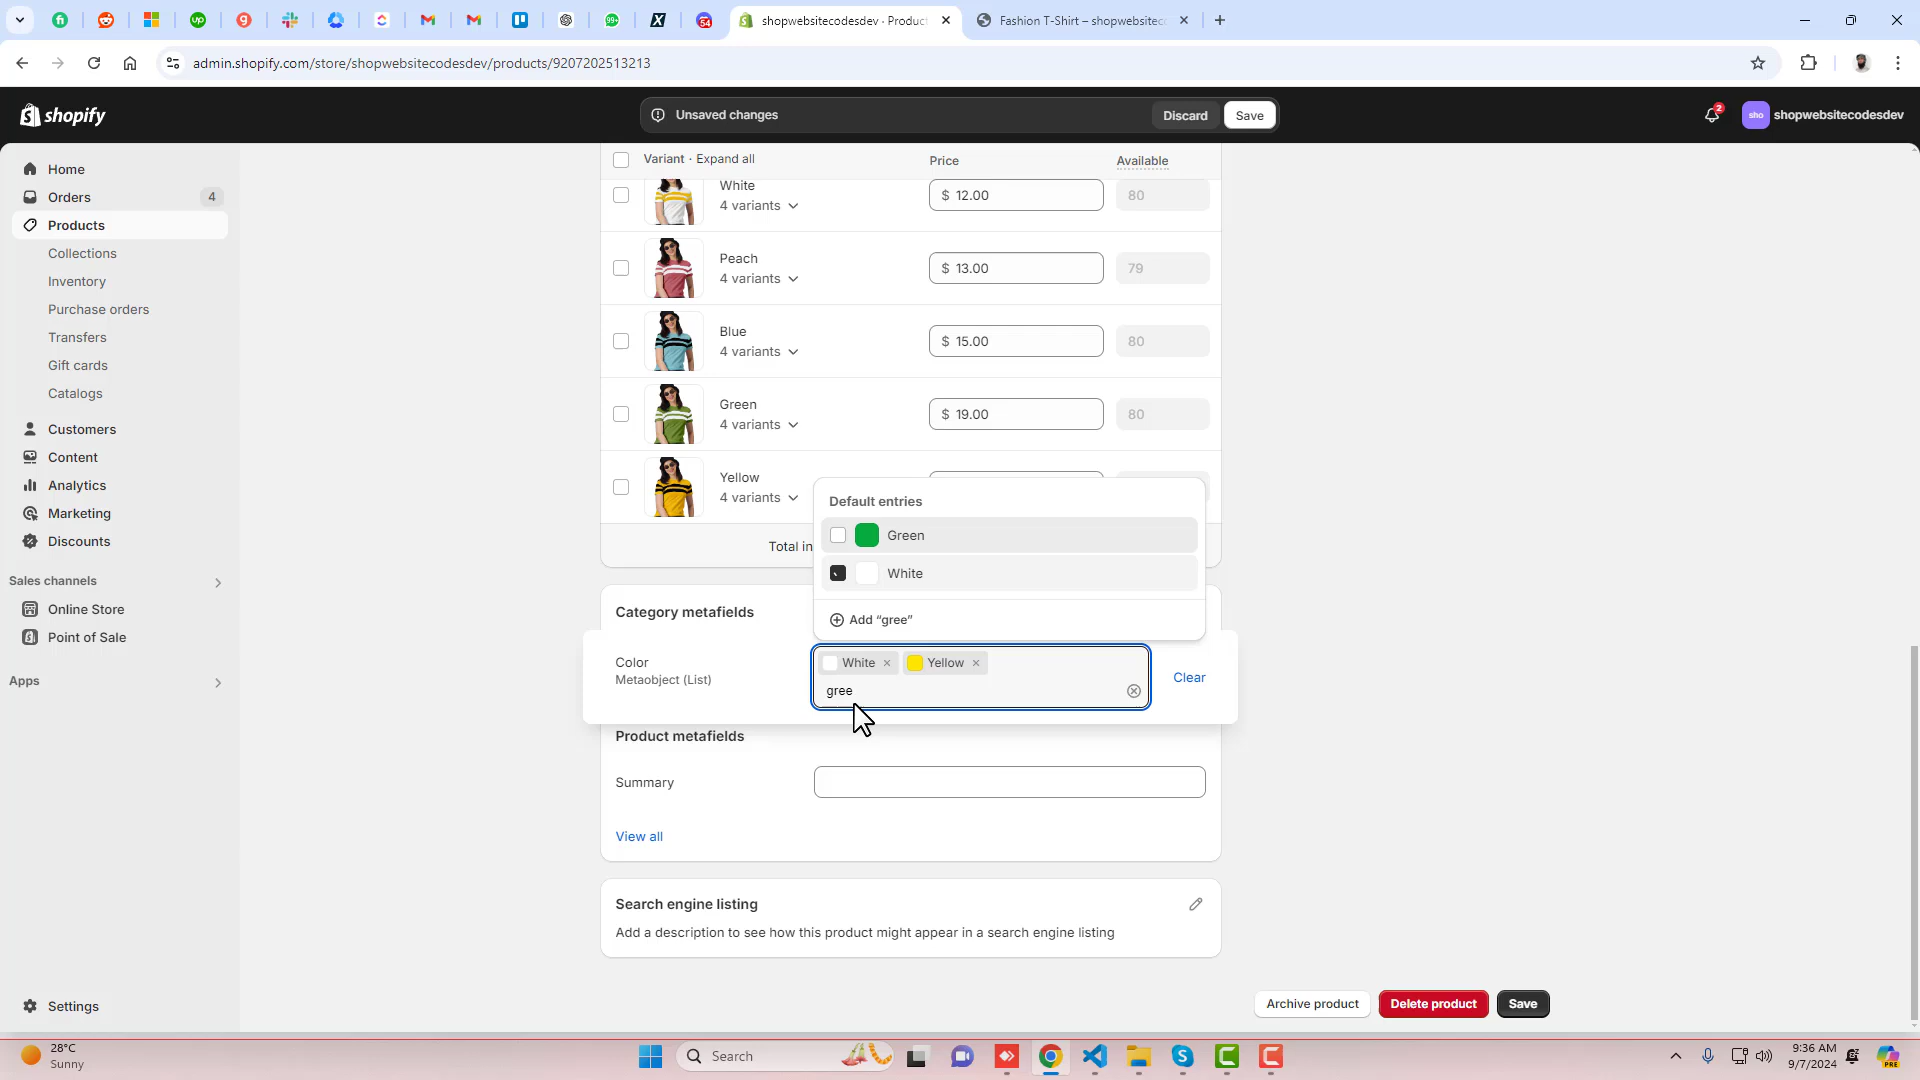 shopwebsitecodesdev · Product
Fashion T-Shirt – shopwebsitec
admin.shopify.com/store/shopwebsitecodesdev/products/9207202513213
shopify
Unsaved changes
Discard
Save
2
sho
shopwebsitecodesdev
Home
Orders
4
Products
Collections
Inventory
Purchase orders
Transfers
Gift cards
Catalogs
Customers
Content
Analytics
Marketing
Discounts
Sales channels
Online Store
Point of Sale
Apps
Settings
Variant · Expand all
Price
Available
White
4 variants
$ 12.00
80
Peach
4 variants
$ 13.00
79
Blue
4 variants
$ 15.00
80
Green
4 variants
$ 19.00
80
Yellow
4 variants
Total in
Default entries
Green
White
Add “gree”
Category metafields
Color
Metaobject (List)
White
Yellow
gree
Clear
Product metafields
Summary
View all
Search engine listing
Add a description to see how this product might appear in a search engine listing
Archive product
Delete product
Save
28°C
Sunny
Search
9:36 AM
9/7/2024